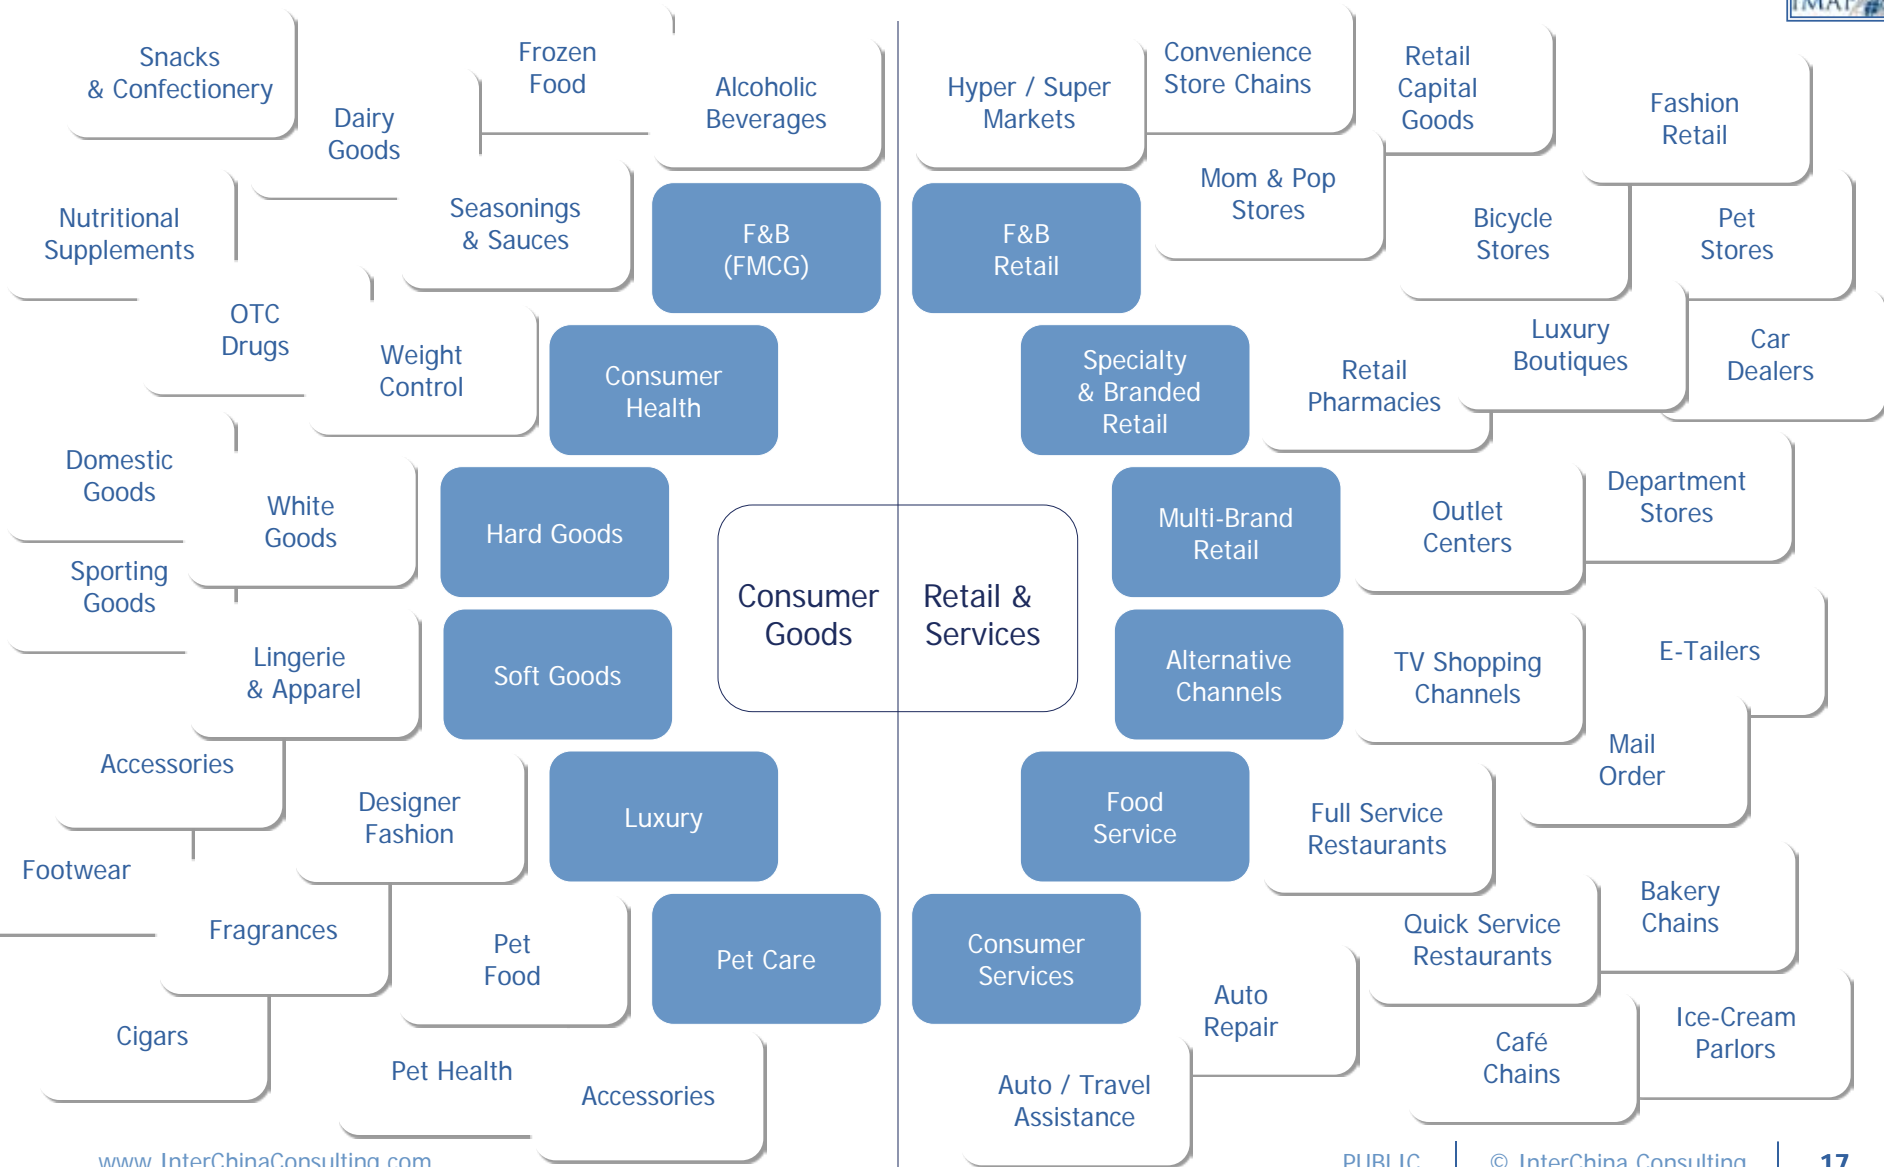 IMAP
Snacks
& Confectionery
Frozen
Food
Dairy
Goods
Alcoholic
Beverages
Nutritional
Supplements
Seasonings
& Sauces
F&B
(FMCG)
OTC
Drugs
Weight
Control
Consumer
Health
Domestic
Goods
White
Goods
Hard Goods
Sporting
Goods
Lingerie
& Apparel
Soft Goods
Accessories
Designer
Fashion
Luxury
Footwear
Fragrances
Cigars
Pet
Food
Pet Care
Pet Health
Accessories
Consumer
Goods
Retail &
Services
Hyper / Super
Markets
Convenience
Store Chains
Retail
Capital
Goods
Fashion
Retail
F&B
Retail
Mom & Pop
Stores
Bicycle
Stores
Pet
Stores
Specialty
& Branded
Retail
Retail
Pharmacies
Luxury
Boutiques
Car
Dealers
Multi-Brand
Retail
Outlet
Centers
Department
Stores
Alternative
Channels
TV Shopping
Channels
E-Tailers
Mail
Order
Food
Service
Full Service
Restaurants
Quick Service
Restaurants
Bakery
Chains
Café
Chains
Ice-Cream
Parlors
Consumer
Services
Auto
Repair
Auto / Travel
Assistance
www.InterChinaConsulting.com
PUBLIC
© InterChina Consulting
17